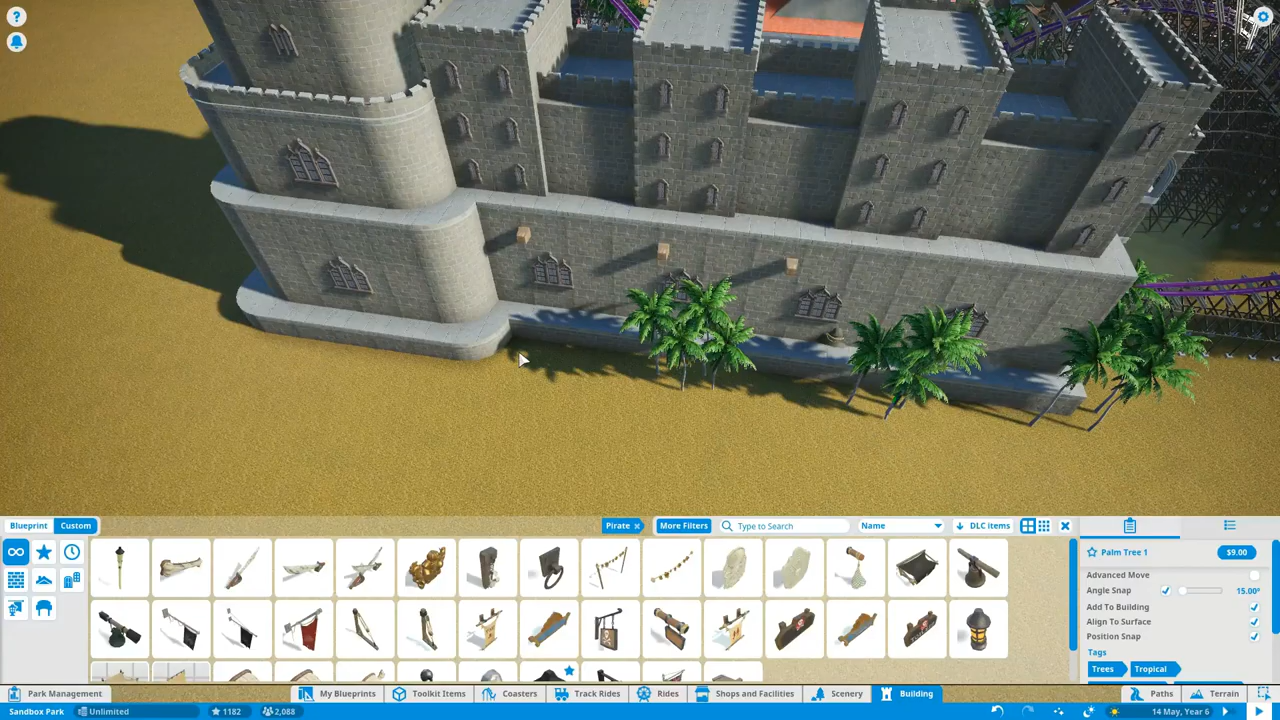 ?
Blueprint Custom Pirate × More Filters Type to Search Name DLC items
Palm Tree 1 $9.00
Advanced Move
Angle Snap 15.00°
Add To Building
Align To Surface
Position Snap
Tags
Trees Tropical
Park Management My Blueprints Toolkit Items Coasters Track Rides Rides Shops and Facilities Scenery Building Paths Terrain
Sandbox Park Unlimited 1182 2,088 14 May, Year 6